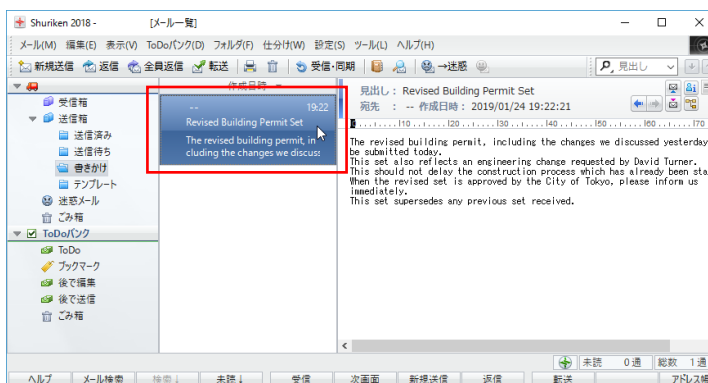 Shuriken 2018 - [メール一覧]
メール(M) 編集(E) 表示(V) ToDoバンク(D) フォルダ(F) 仕分け(W) 設定(S) ツール(L) ヘルプ(H)
新規送信 返信 全員返信 転送 受信・同期 →迷惑 見出し
受信箱
送信箱
送信済み
送信待ち
書きかけ
テンプレート
迷惑メール
ごみ箱
ToDoバンク
ToDo
ブックマーク
後で編集
後で送信
ごみ箱
作成日時
-- 19:22
Revised Building Permit Set
The revised building permit, in
cluding the changes we discus
見出し : Revised Building Permit Set
宛先 : -- 作成日時 : 2019/01/24 19:22:21
10 20 30 40 50 60 70
The revised building permit, including the changes we discussed yesterday
be submitted today.
This set also reflects an engineering change requested by David Turner.
This should not delay the construction process which has already been sta
When the revised set is approved by the City of Tokyo, please inform us
immediately.
This set supersedes any previous set received.
未読 0通 総数 1通
ヘルプ メール検索 検索↓ 未読↓ 受信 次画面 新規送信 返信 転送 アドレス帳